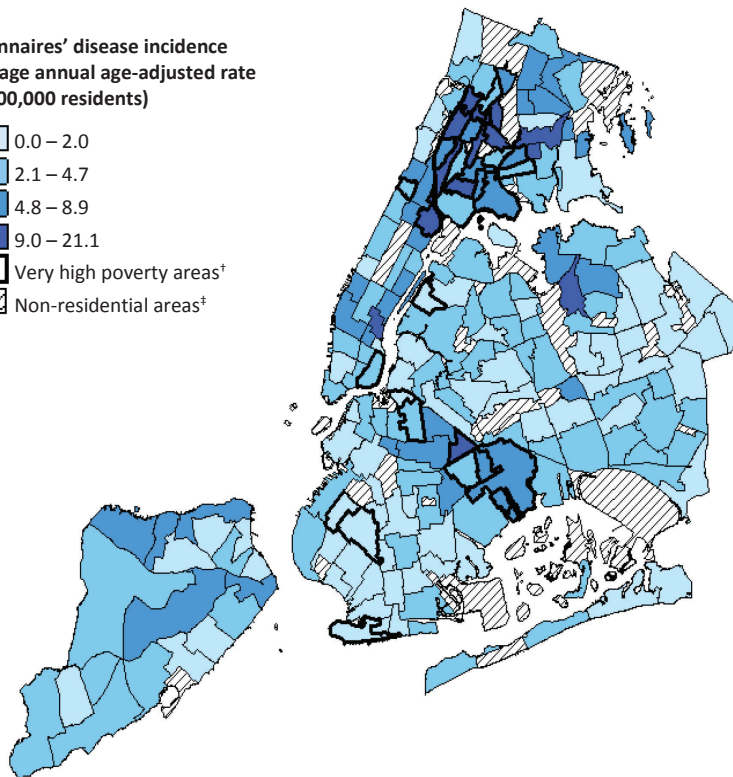 nnaires' disease incidence
age annual age-adjusted rate
00,000 residents)
0.0 – 2.0
2.1 – 4.7
4.8 – 8.9
9.0 – 21.1
Very high poverty areas†
Non-residential areas‡